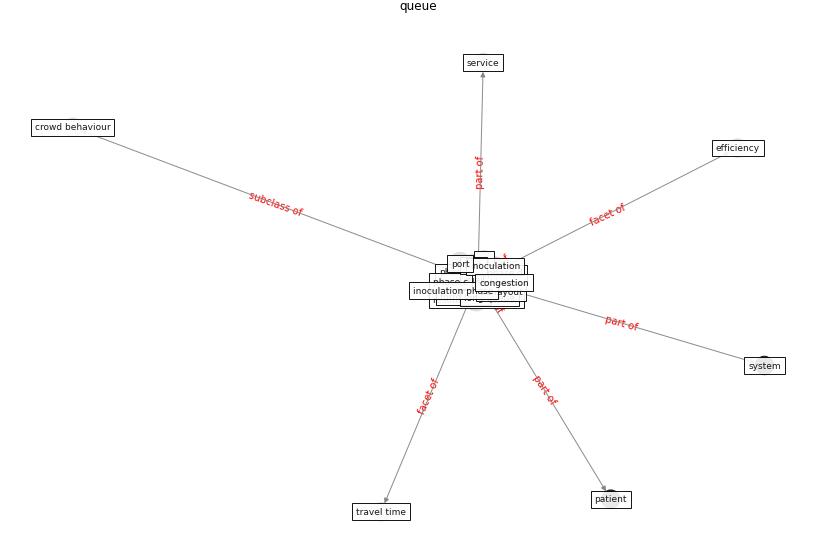 queue
service
crowd behaviour
efficiency
part of
subclass of
facet of
port
inoculation
congestion
inoculation phase
layout
part of
system
facet of
part of
patient
travel time